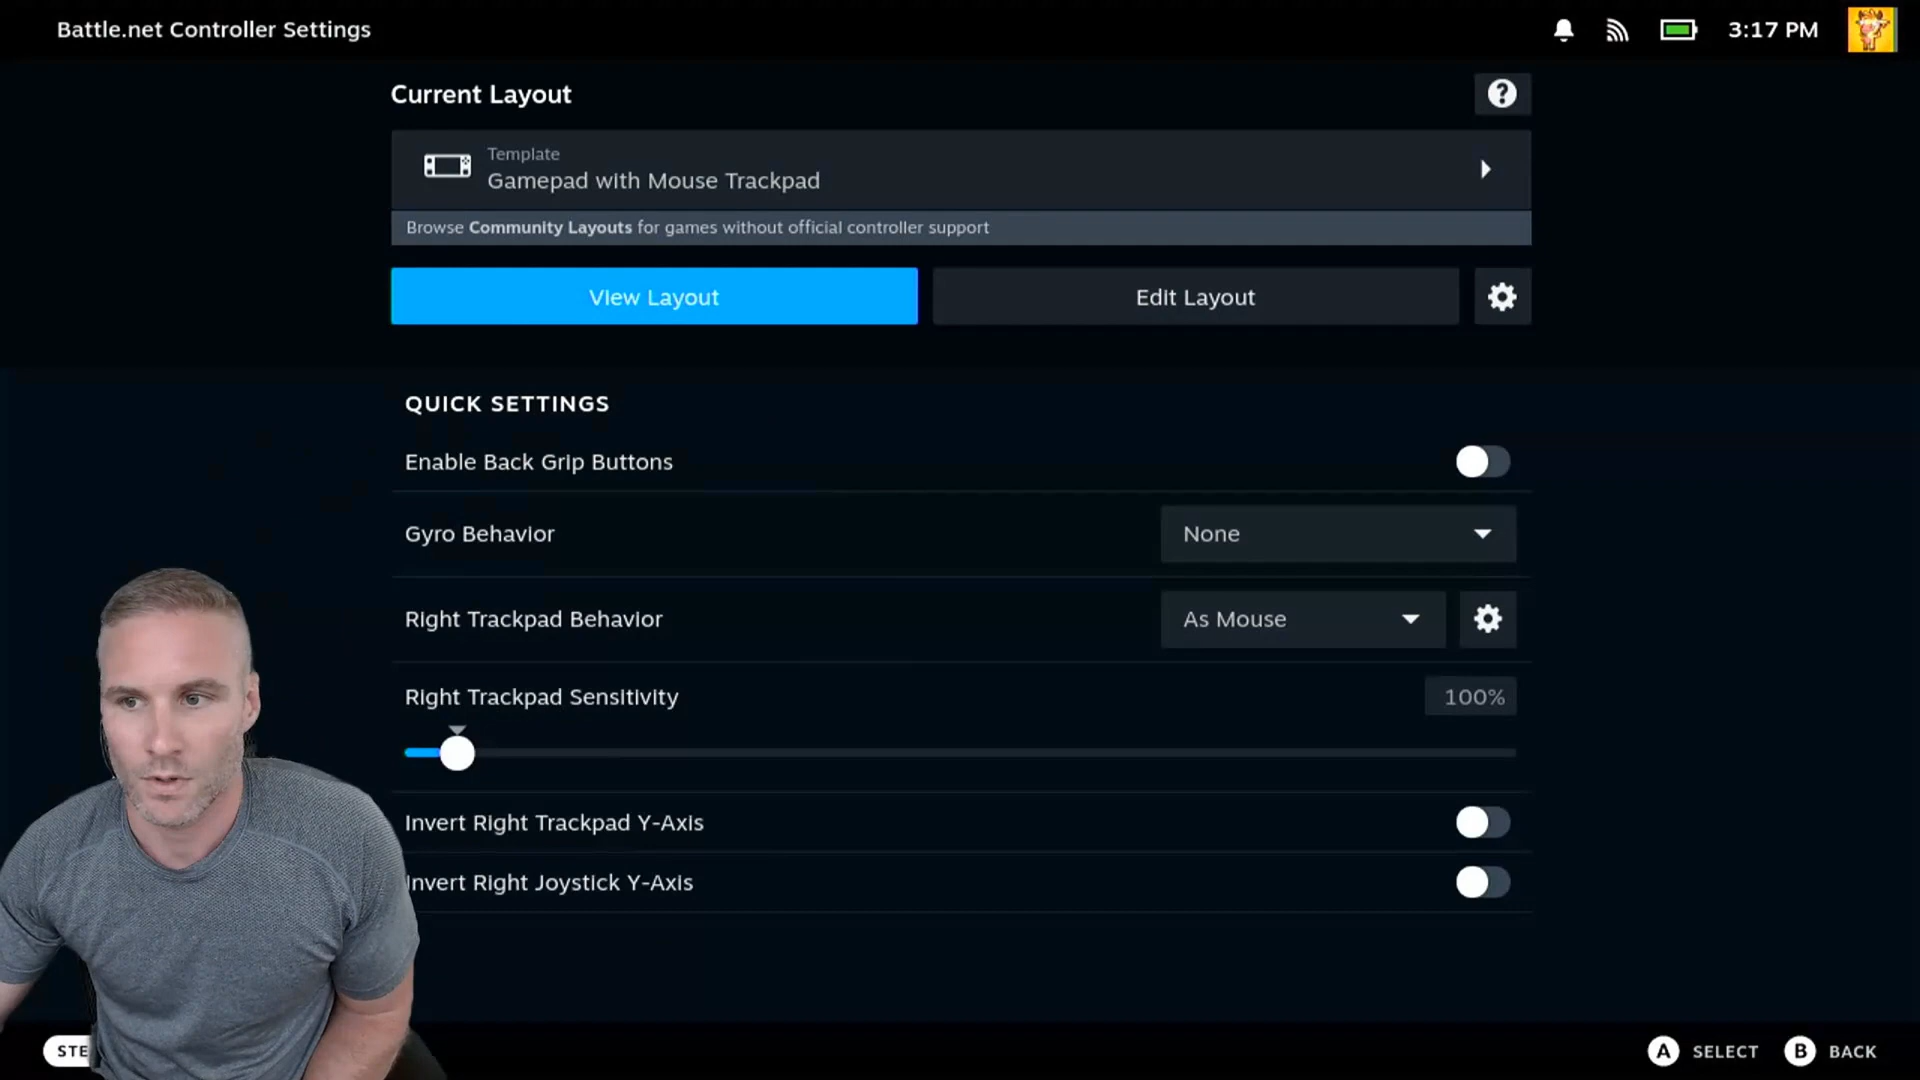 Battle.net Controller Settings
3:17 PM
Current Layout
?
Template
Gamepad with Mouse Trackpad
Browse Community Layouts for games without official controller support
View Layout
Edit Layout
QUICK SETTINGS
Enable Back Grip Buttons
Gyro Behavior
None
Right Trackpad Behavior
As Mouse
Right Trackpad Sensitivity
100%
Invert Right Trackpad Y-Axis
Invert Right Joystick Y-Axis
STE
A SELECT
B BACK